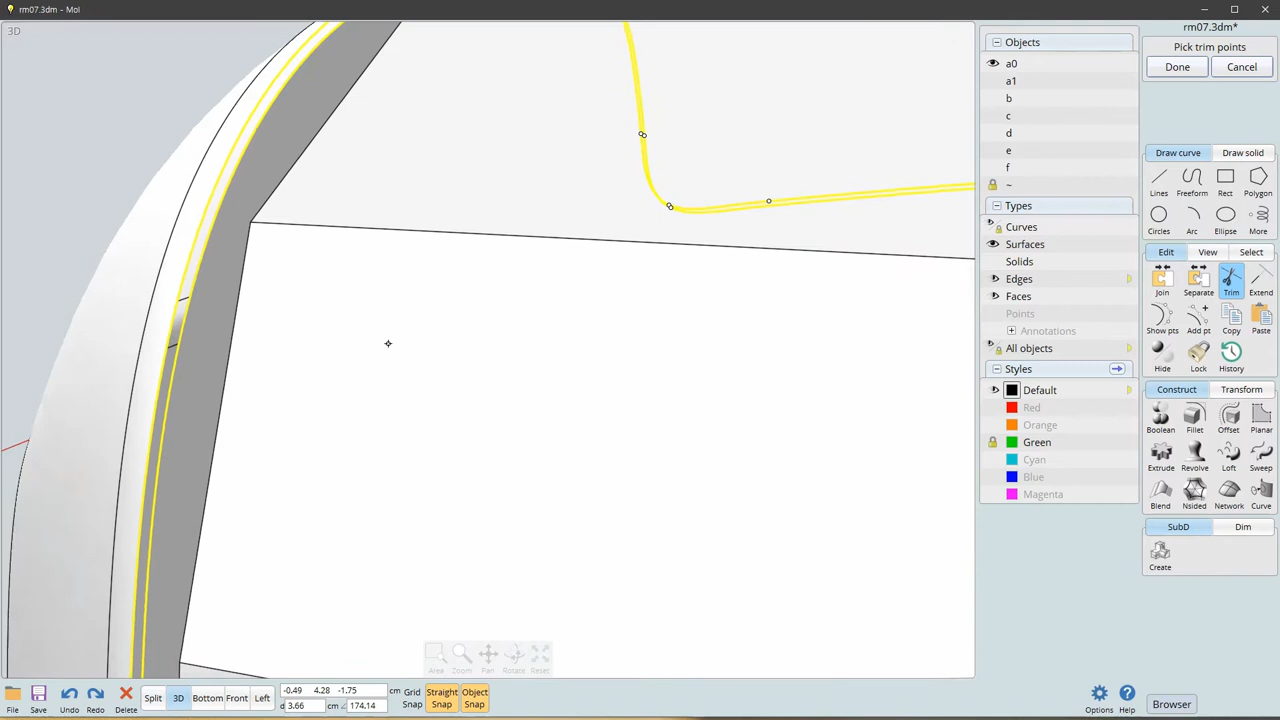 rm07.3dm* - MoI
3D
rm07.3dm*
Pick trim points
Done
Cancel
Objects
a0
a1
b
c
d
e
f
~
Types
Curves
Surfaces
Solids
Edges
Faces
Points
Annotations
All objects
Styles
Default
Red
Orange
Green
Cyan
Blue
Magenta
Draw curve Draw solid
Lines Freeform Rect Polygon
Circles Arc Ellipse More
Edit View Select
Join Separate Trim Extend
Show pts Add pt Copy Paste
Hide Lock History
Construct Transform
Boolean Fillet Offset Planar
Extrude Revolve Loft Sweep
Blend Nsided Network Curve
SubD Dim
Create
Area Zoom Pan Rotate Reset
File Save Undo Redo Delete
Split 3D Bottom Front Left
-0.49 4.28 -1.75 cm
d 3.66 cm ∠ 174.14
Grid Snap
Straight Snap
Object Snap
Options Help
Browser